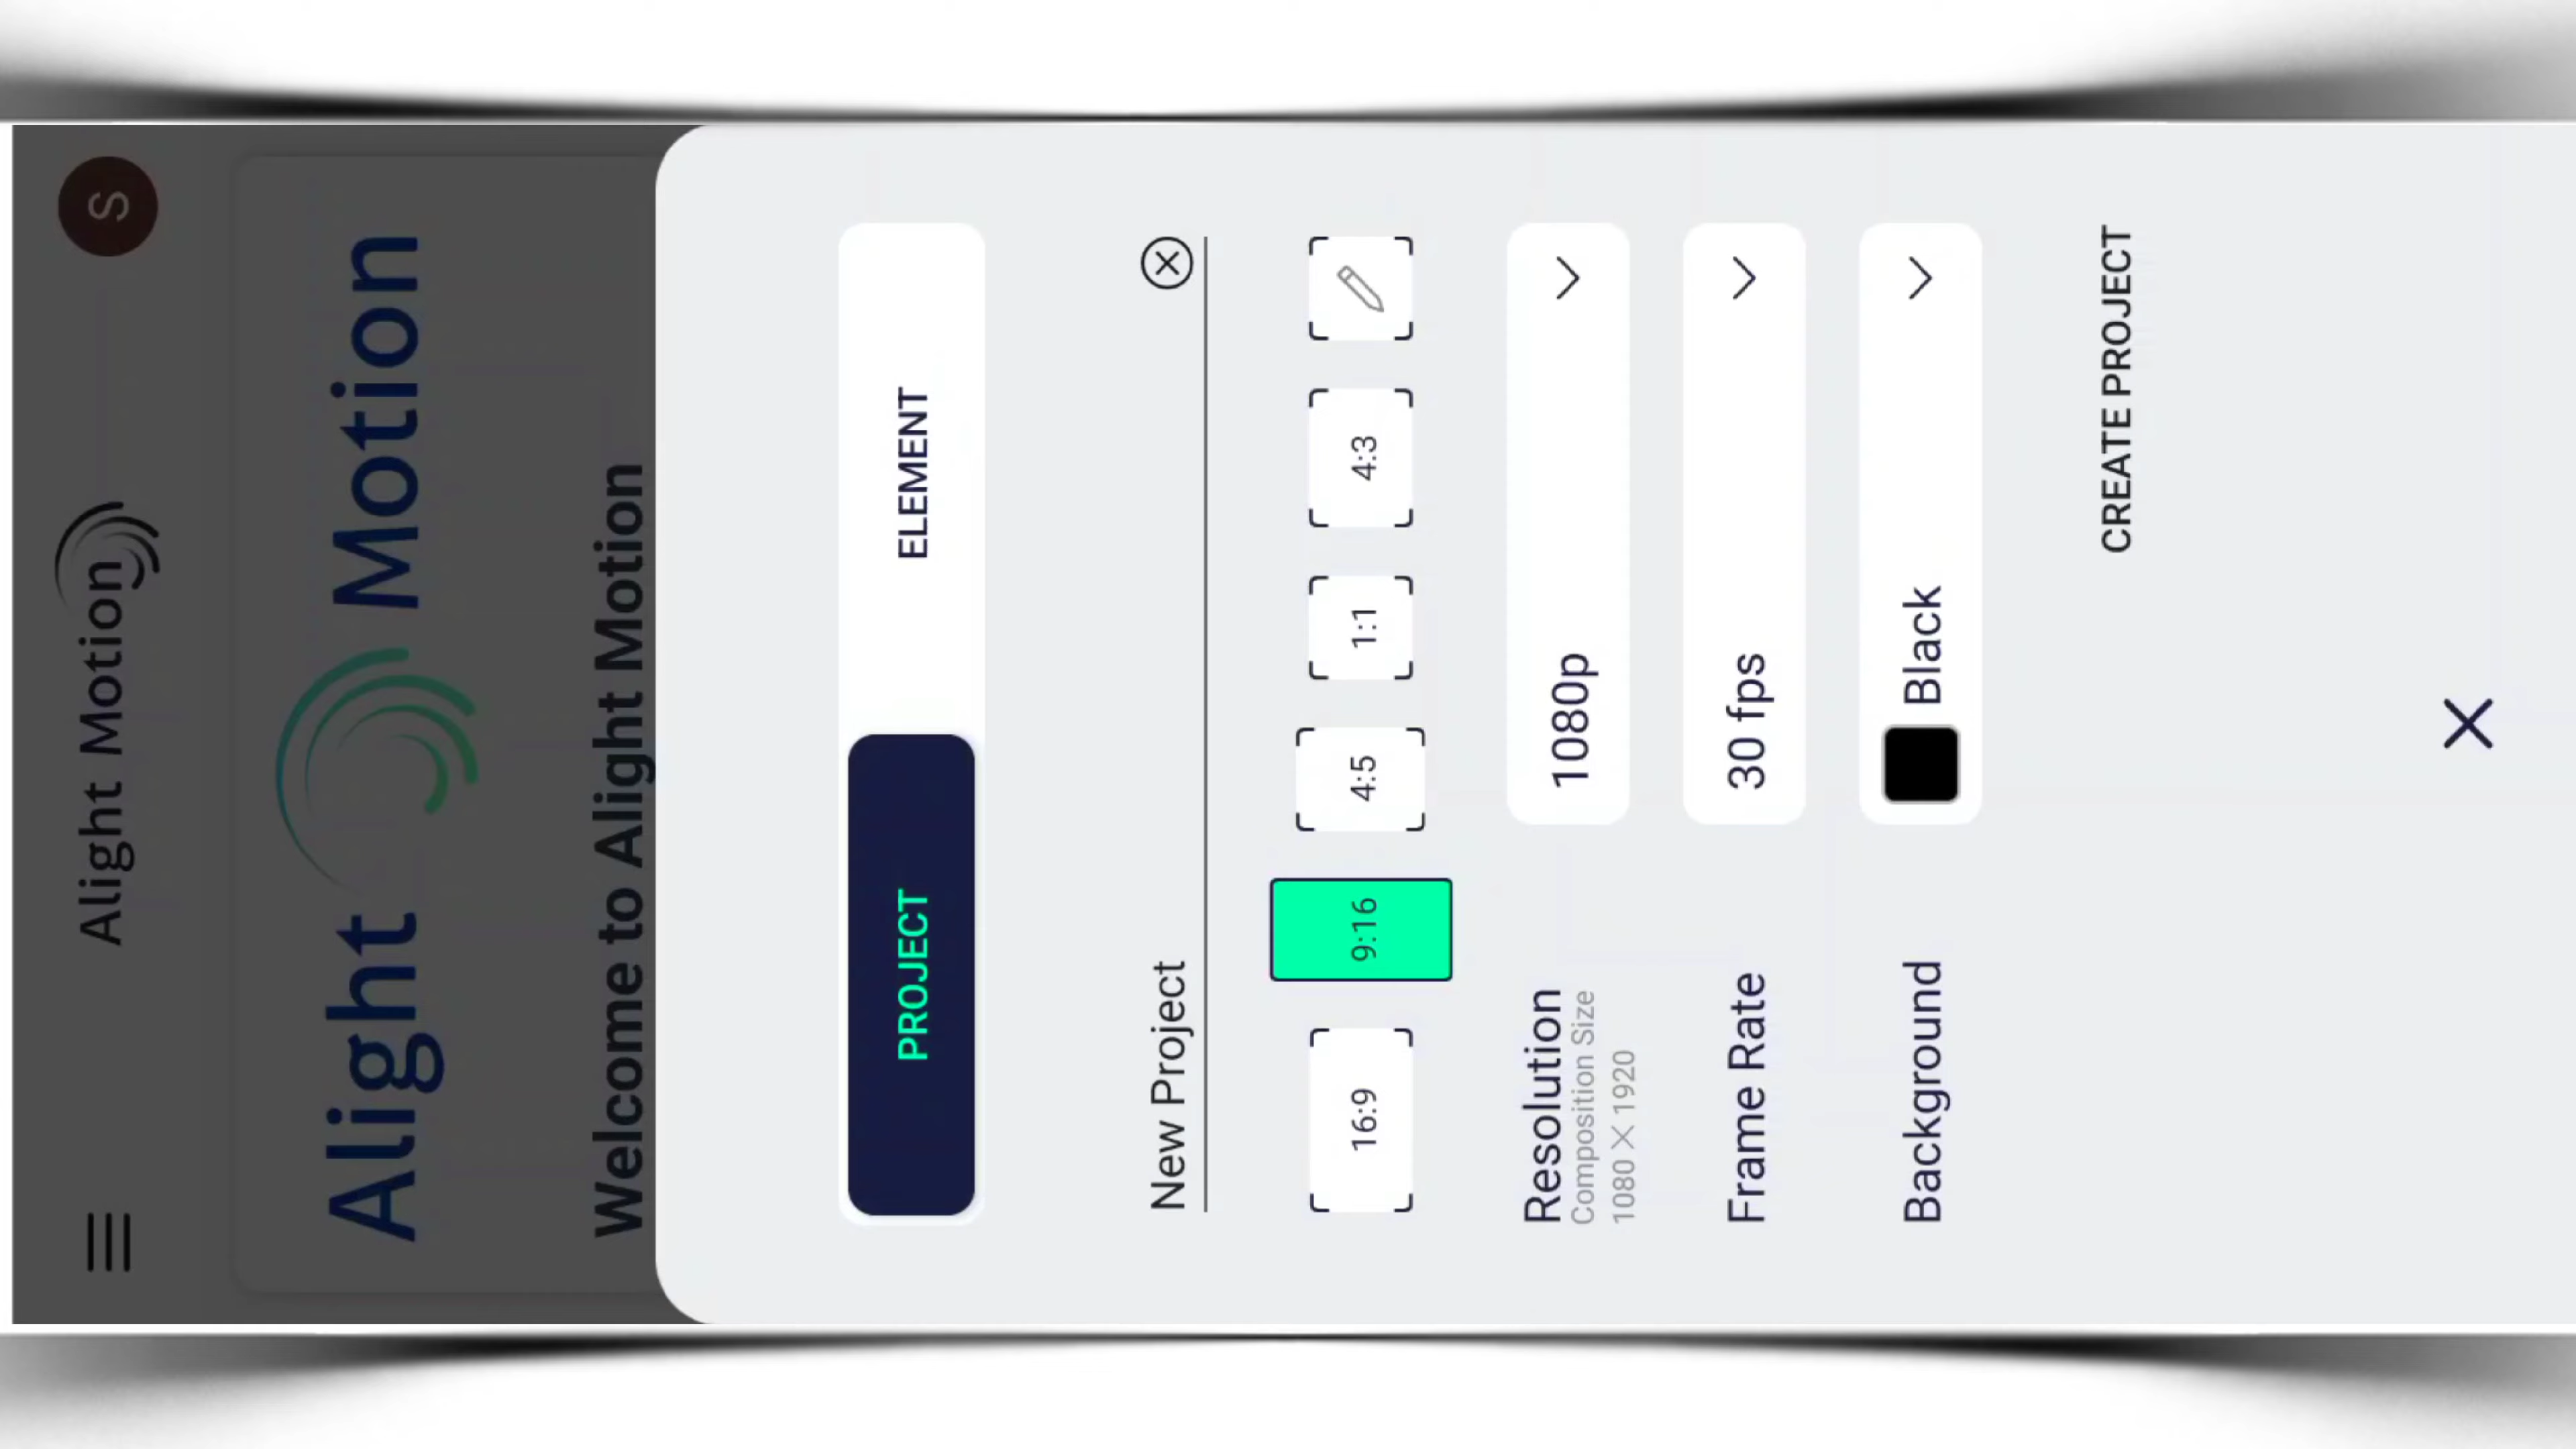 Alight Motion
S
Alight Motion
Welcome to Alight Motion
PROJECT
ELEMENT
New Project
16:9
9:16
4:5
1:1
4:3
Resolution
Composition Size
1080 X 1920
1080p
Frame Rate
30 fps
Background
Black
CREATE PROJECT